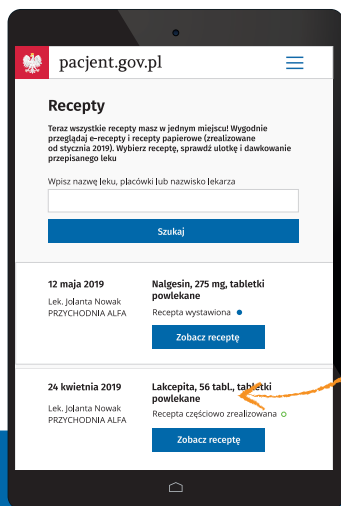 pacjent.gov.pl
Recepty
Teraz wszystkie recepty masz w jednym miejscu! Wygodnie
przeglądaj e-recepty i recepty papierowe (zrealizowane
od stycznia 2019). Wybierz receptę, sprawdź ulotkę i dawkowanie
przepisanego leku
Wpisz nazwę leku, placówki lub nazwisko lekarza
Szukaj
12 maja 2019
Lek. Jolanta Nowak
PRZYCHODNIA ALFA
Nalgesin, 275 mg, tabletki
powlekane
Recepta wystawiona
Zobacz receptę
24 kwietnia 2019
Lek. Jolanta Nowak
PRZYCHODNIA ALFA
Lakcepita, 56 tabl., tabletki
powlekane
Recepta częściowo zrealizowana
Zobacz receptę